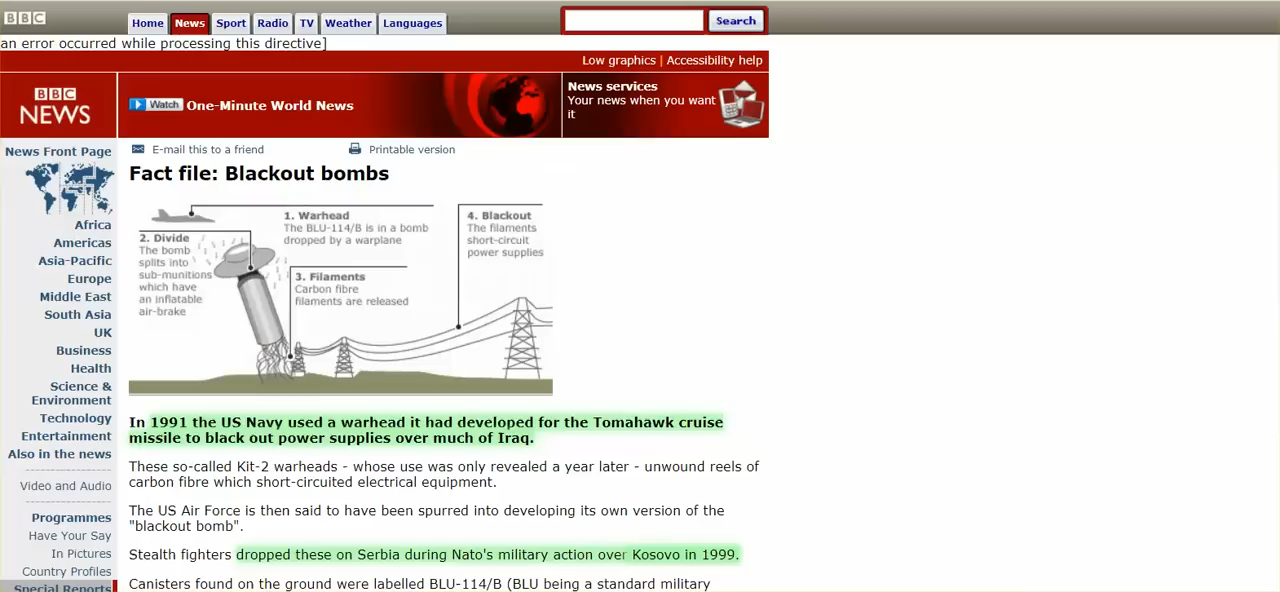 BBC
Home
News
Sport
Radio
TV
Weather
Languages
Search
an error occurred while processing this directive]
Low graphics | Accessibility help
BBC
NEWS
Watch One-Minute World News
News services
Your news when you want
it
News Front Page
Africa
Americas
Asia-Pacific
Europe
Middle East
South Asia
UK
Business
Health
Science &
Environment
Technology
Entertainment
Also in the news
Video and Audio
Programmes
Have Your Say
In Pictures
Country Profiles
Special Reports
E-mail this to a friend
Printable version
Fact file: Blackout bombs
1. Warhead
The BLU-114/B is in a bomb
dropped by a warplane
2. Divide
The bomb
splits into
sub-munitions
which have
an inflatable
air-brake
3. Filaments
Carbon fibre
filaments are released
4. Blackout
The filaments
short-circuit
power supplies
In 1991 the US Navy used a warhead it had developed for the Tomahawk cruise
missile to black out power supplies over much of Iraq.
These so-called Kit-2 warheads - whose use was only revealed a year later - unwound reels of
carbon fibre which short-circuited electrical equipment.
The US Air Force is then said to have been spurred into developing its own version of the
"blackout bomb".
Stealth fighters dropped these on Serbia during Nato's military action over Kosovo in 1999.
Canisters found on the ground were labelled BLU-114/B (BLU being a standard military